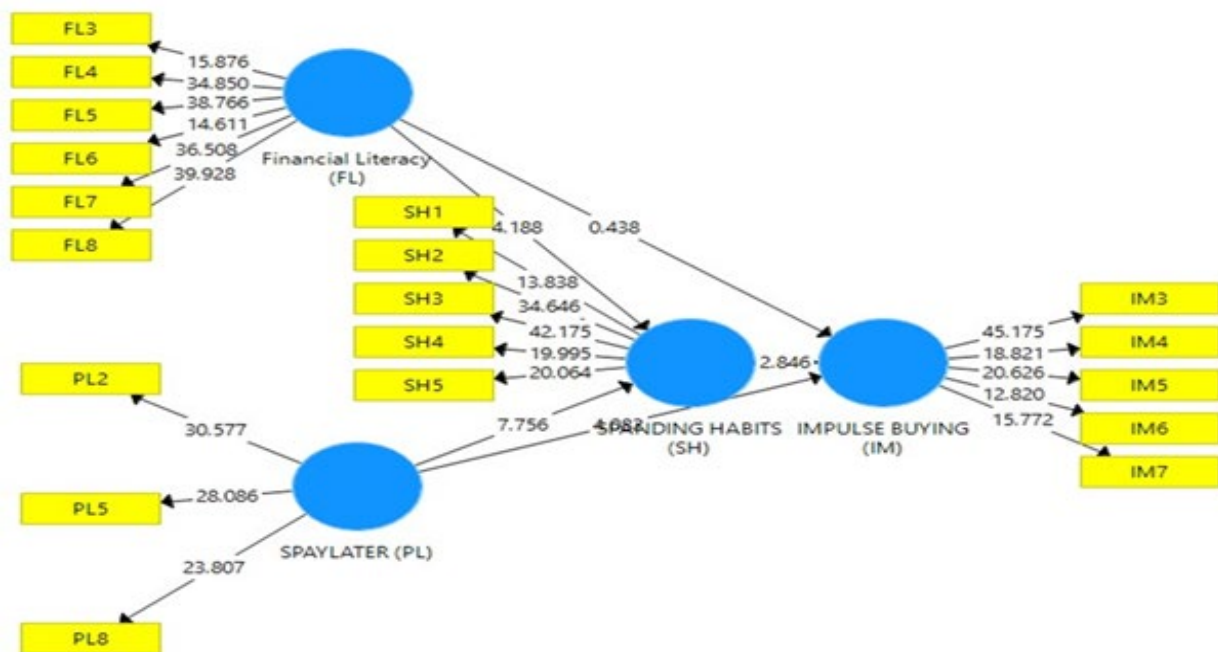 FL3
FL4
FL5
FL6
FL7
FL8
15.876
34.850
38.766
14.611
36.508
39.928
Financial Literacy
(FL)
4.188
0.438
SH1
SH2
SH3
SH4
SH5
13.838
34.646
42.175
19.995
20.064
2.846
SPANDING HABITS
(SH)
IMPULSE BUYING
(IM)
45.175
18.821
20.626
12.820
15.772
IM3
IM4
IM5
IM6
IM7
PL2
PL5
PL8
30.577
28.086
23.807
7.756
SPAYLATER (PL)